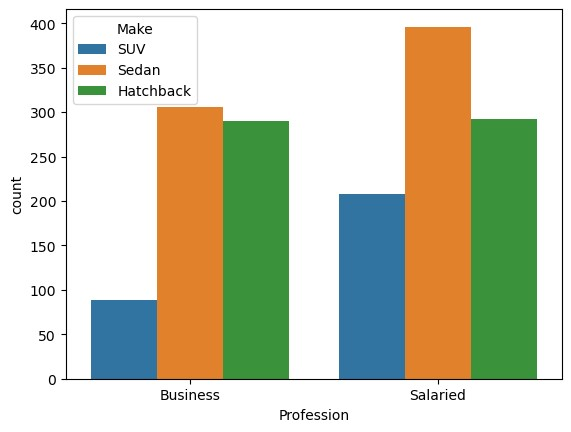 400
350
300
250
200
150
100
50
0
count
Make
SUV
Sedan
Hatchback
Business
Salaried
Profession